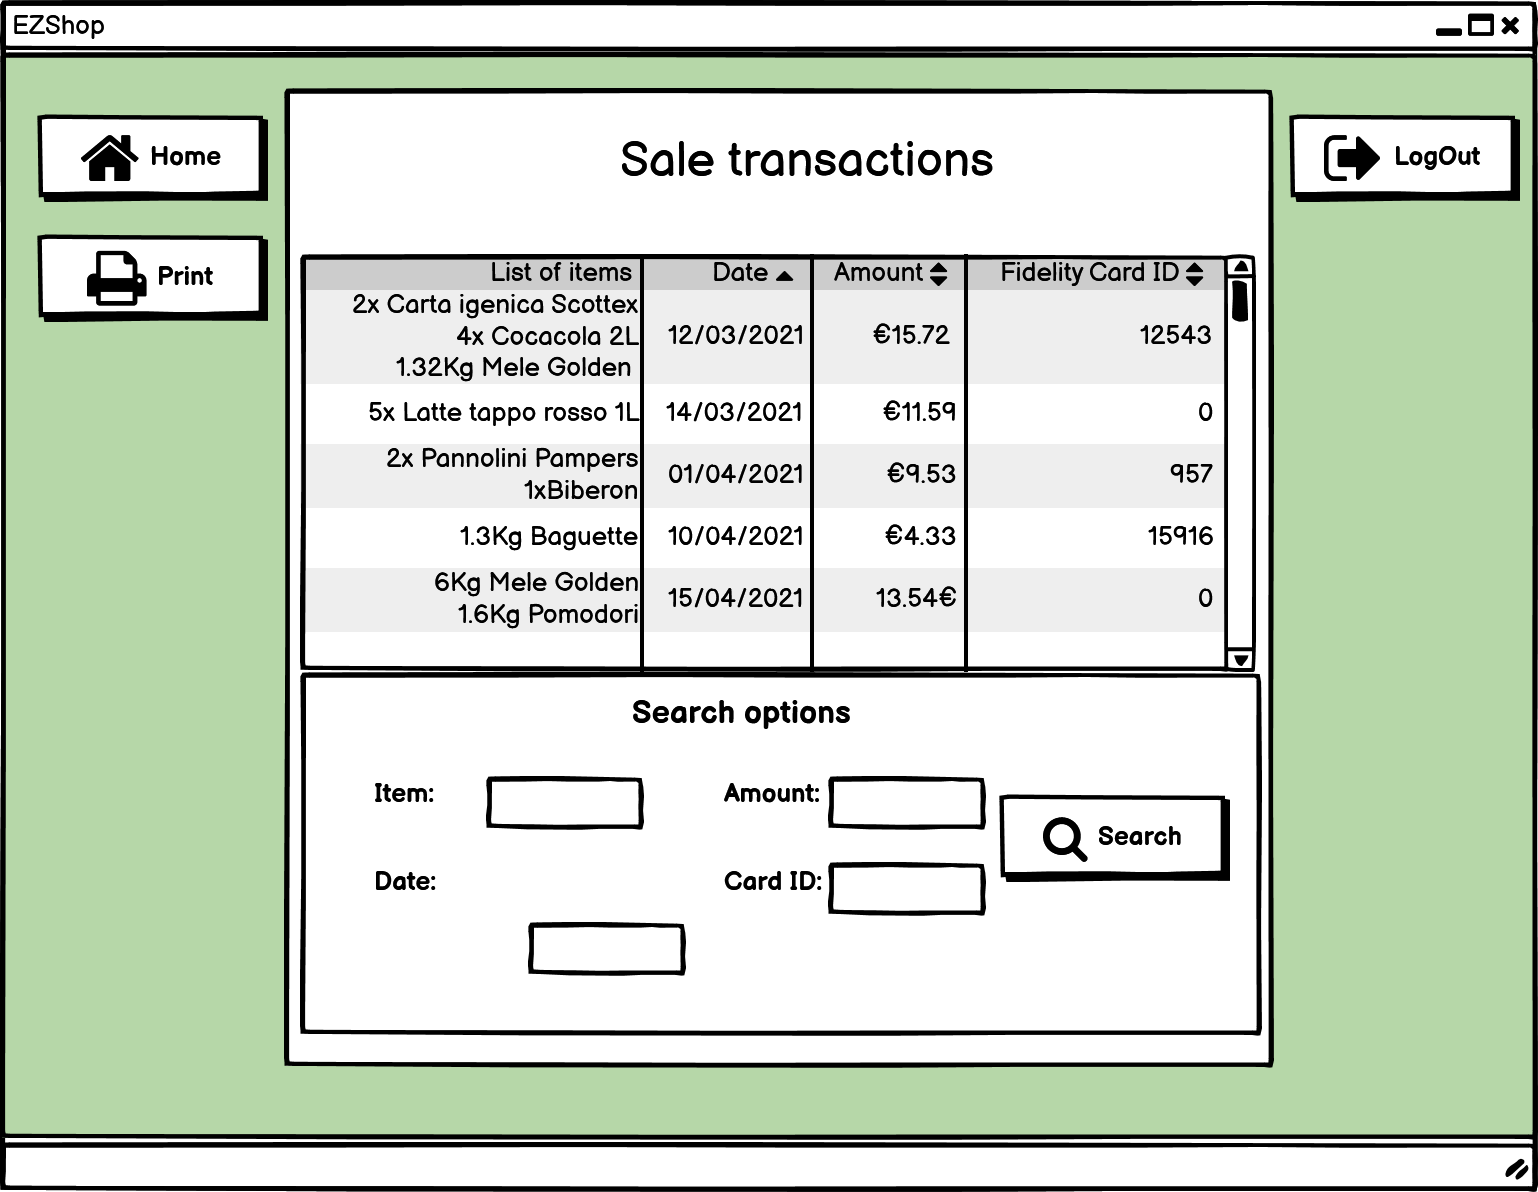 EZShop
Home
Print
LogOut
Sale transactions
List of items Date Amount Fidelity Card ID
2x Carta igenica Scottex
4x Cocacola 2L 12/03/2021 €15.72 12543
1.32Kg Mele Golden
5x Latte tappo rosso 1L 14/03/2021 €11.59 0
2x Pannolini Pampers
01/04/2021 €9.53 957
1xBiberon
1.3Kg Baguette 10/04/2021 €4.33 15916
6Kg Mele Golden
15/04/2021 13.54€ 0
1.6Kg Pomodori
Search options
Item: Amount:
Search
Date: Card ID: